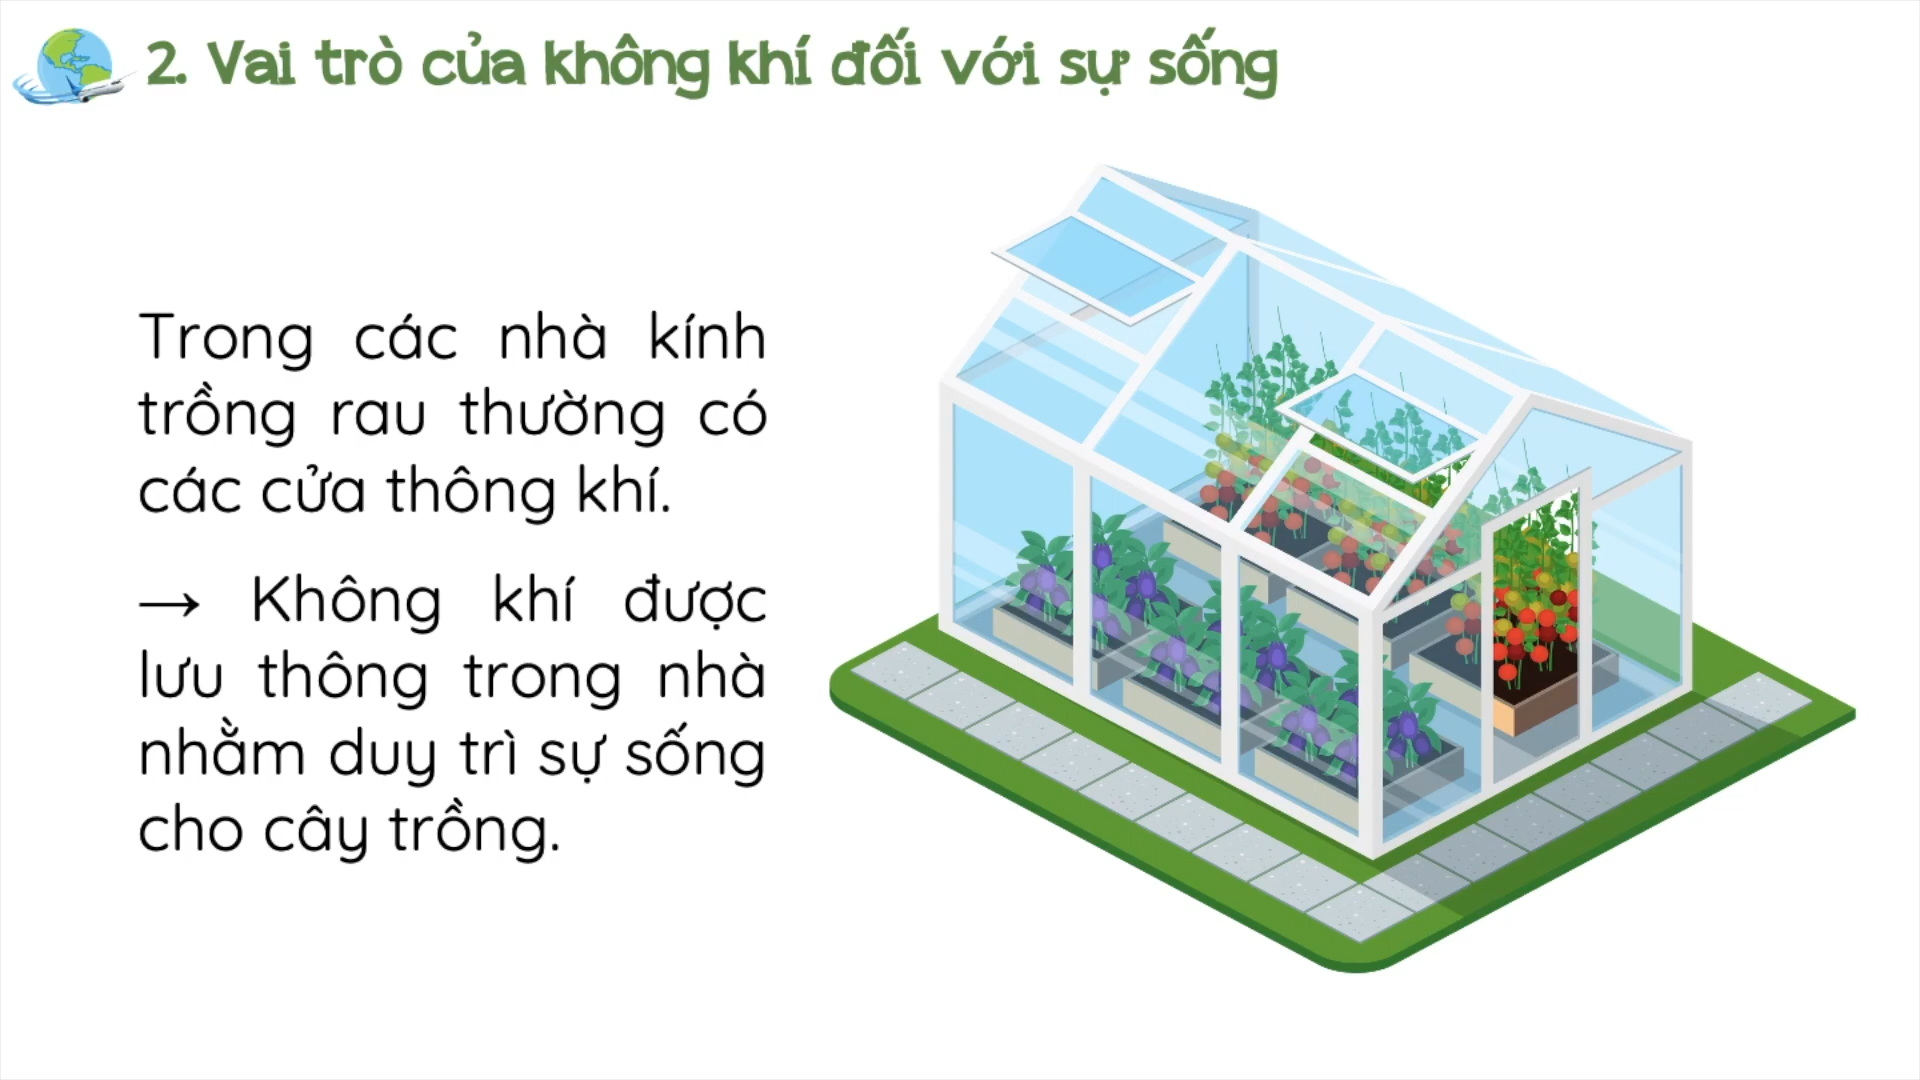 2. Vai trò của không khí đối với sự sống
Trong các nhà kính
trồng rau thường có
các cửa thông khí.
→ Không khí được
lưu thông trong nhà
nhằm duy trì sự sống
cho cây trồng.